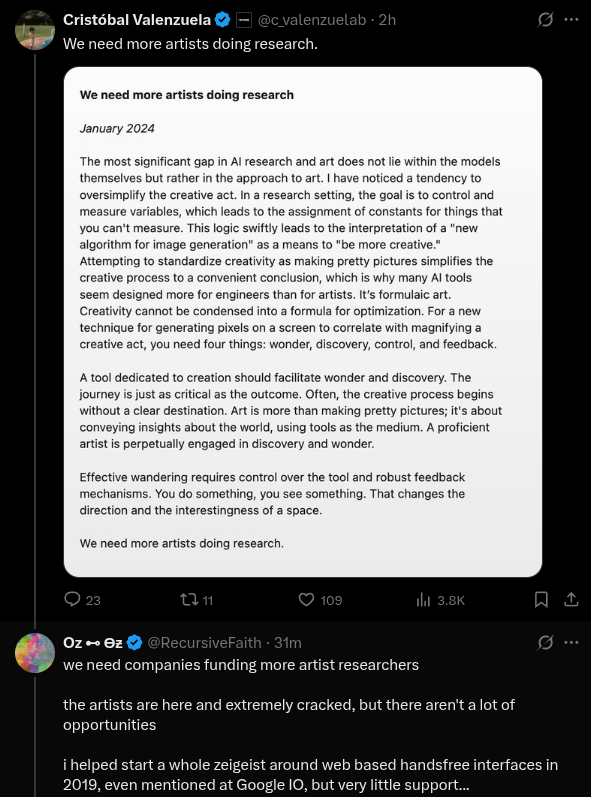 Cristóbal Valenzuela @c_valenzuelab · 2h
We need more artists doing research.
We need more artists doing research
January 2024
The most significant gap in AI research and art does not lie within the models
themselves but rather in the approach to art. I have noticed a tendency to
oversimplify the creative act. In a research setting, the goal is to control and
measure variables, which leads to the assignment of constants for things that
you can't measure. This logic swiftly leads to the interpretation of a "new
algorithm for image generation" as a means to "be more creative."
Attempting to standardize creativity as making pretty pictures simplifies the
creative process to a convenient conclusion, which is why many AI tools
seem designed more for engineers than for artists. It's formulaic art.
Creativity cannot be condensed into a formula for optimization. For a new
technique for generating pixels on a screen to correlate with magnifying a
creative act, you need four things: wonder, discovery, control, and feedback.
A tool dedicated to creation should facilitate wonder and discovery. The
journey is just as critical as the outcome. Often, the creative process begins
without a clear destination. Art is more than making pretty pictures; it's about
conveying insights about the world, using tools as the medium. A proficient
artist is perpetually engaged in discovery and wonder.
Effective wandering requires control over the tool and robust feedback
mechanisms. You do something, you see something. That changes the
direction and the interestingness of a space.
We need more artists doing research.
23 11 109 3.8K
Oz ⊷ O̶z̶ @RecursiveFaith · 31m
we need companies funding more artist researchers
the artists are here and extremely cracked, but there aren't a lot of
opportunities
i helped start a whole zeigeist around web based handsfree interfaces in
2019, even mentioned at Google IO, but very little support...